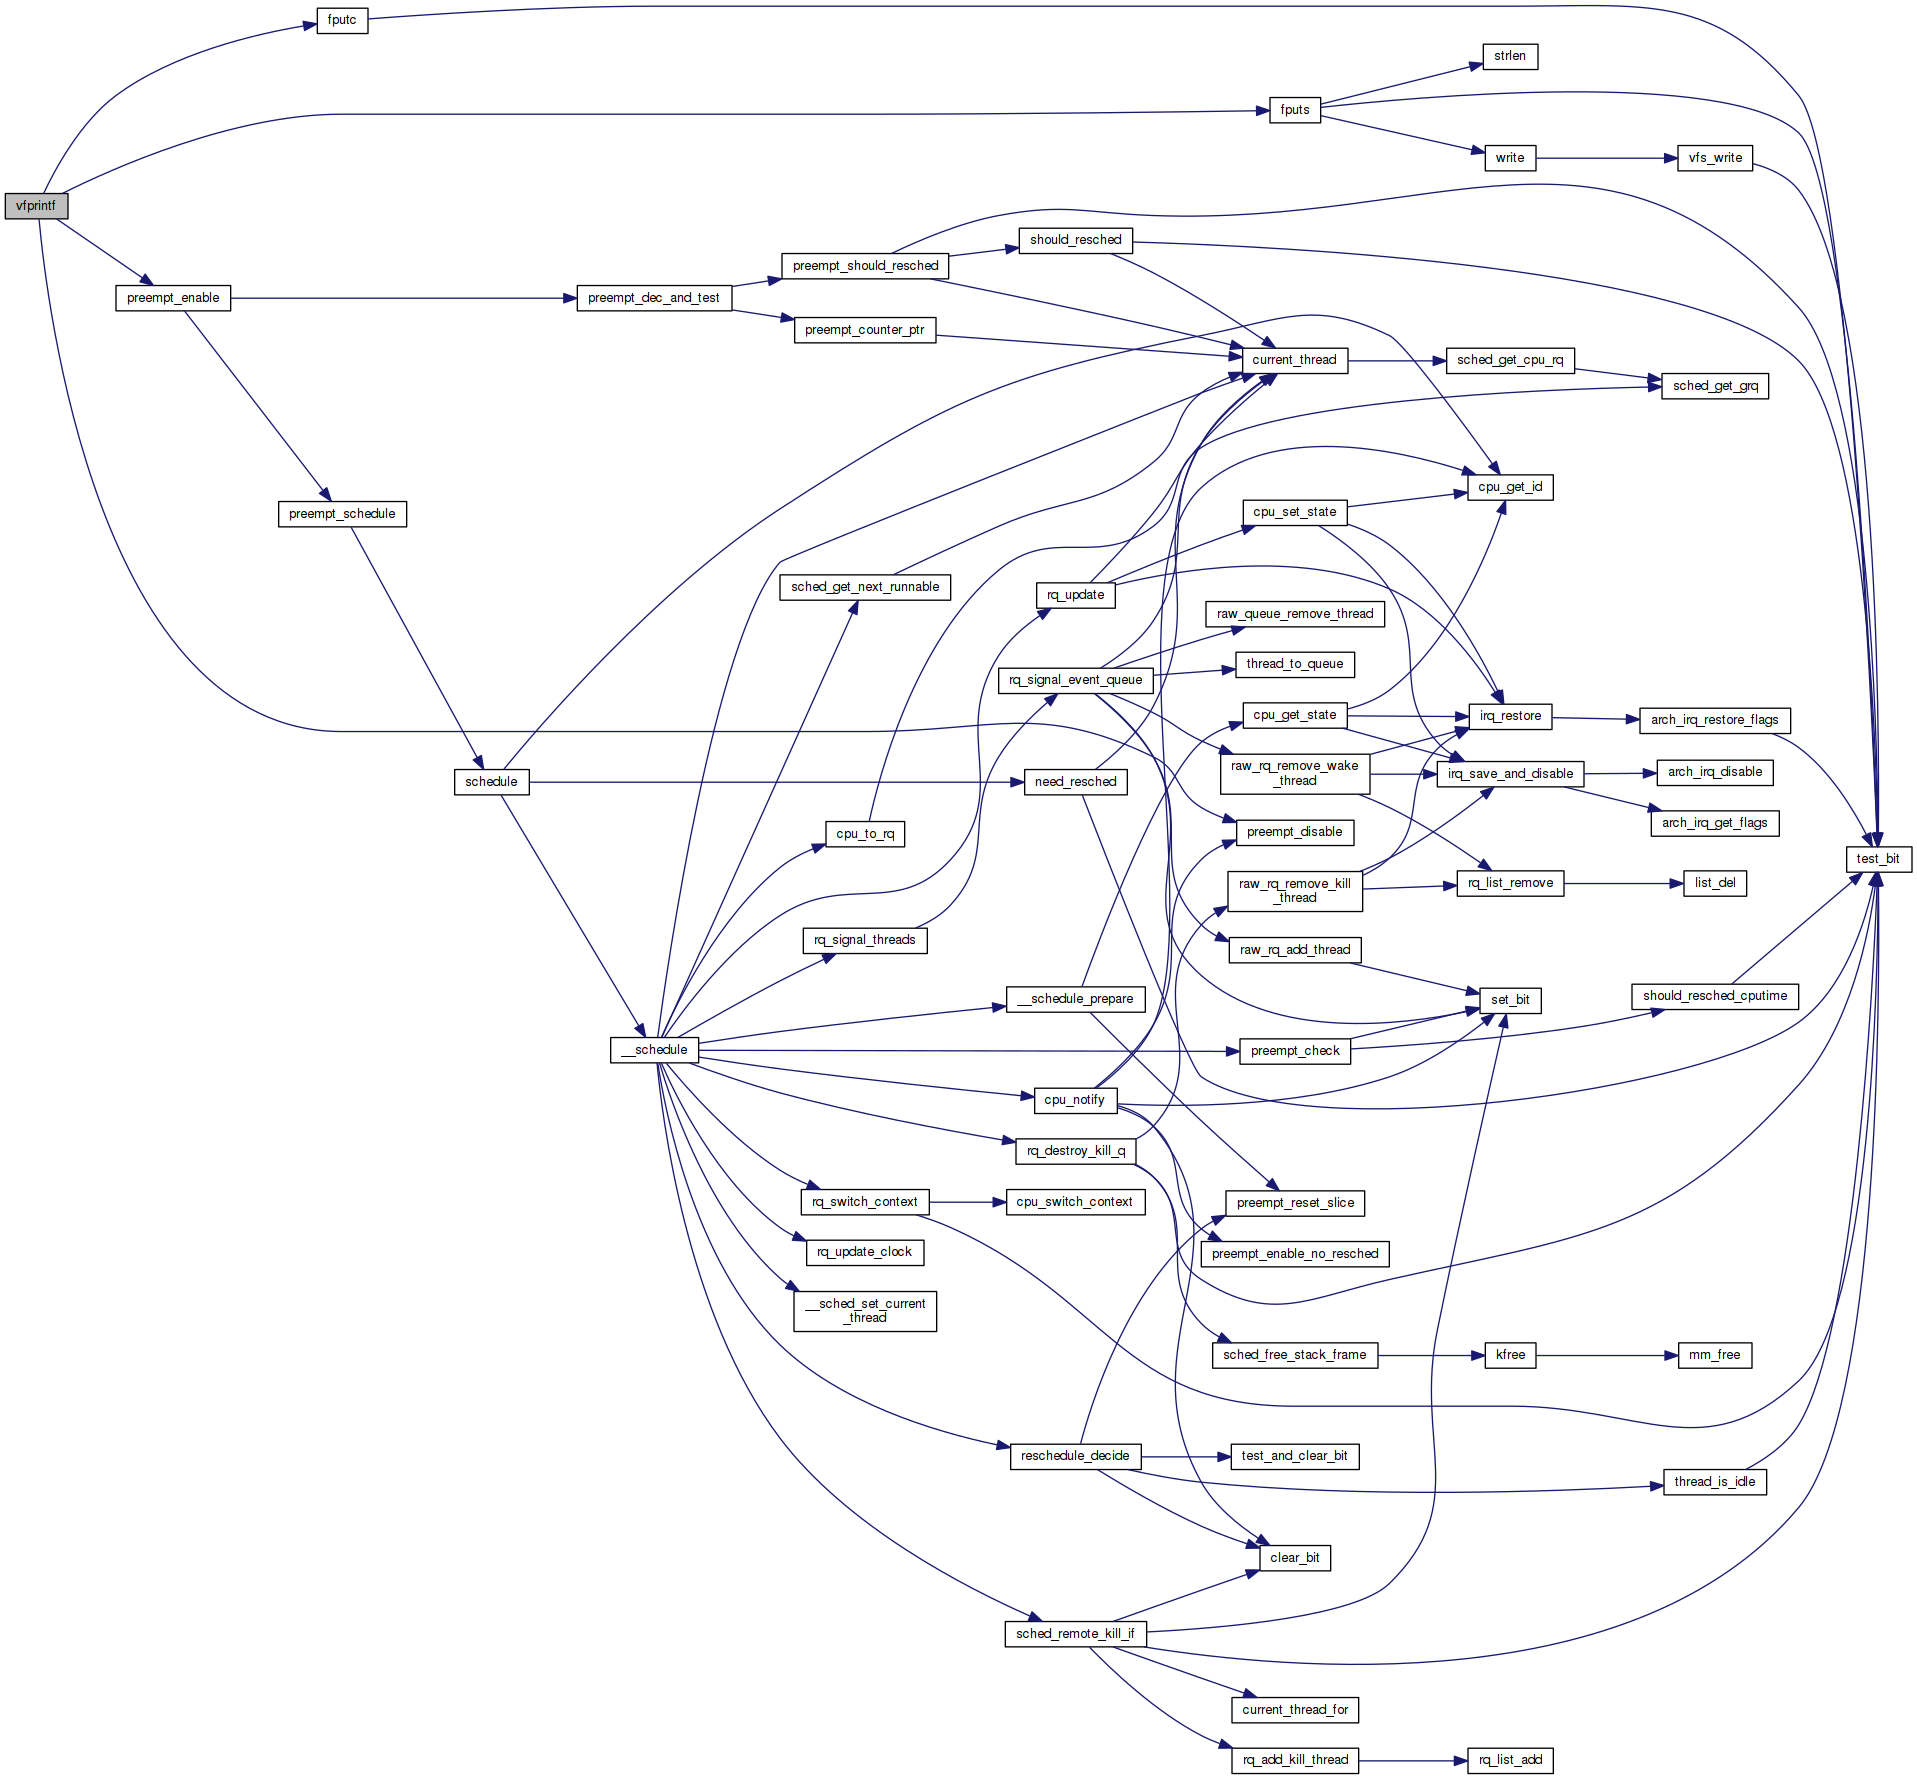 fputc
strlen
fputs
write
vfs_write
vfprintf
should_resched
preempt_should_resched
preempt_enable
preempt_dec_and_test
preempt_counter_ptr
current_thread
sched_get_cpu_rq
sched_get_grq
cpu_get_id
preempt_schedule
cpu_set_state
sched_get_next_runnable
rq_update
raw_queue_remove_thread
thread_to_queue
rq_signal_event_queue
cpu_get_state
irq_restore
arch_irq_restore_flags
raw_rq_remove_wake
_thread
irq_save_and_disable
arch_irq_disable
schedule
need_resched
arch_irq_get_flags
cpu_to_rq
preempt_disable
test_bit
raw_rq_remove_kill
_thread
rq_list_remove
list_del
rq_signal_threads
raw_rq_add_thread
__schedule_prepare
set_bit
should_resched_cputime
__schedule
preempt_check
cpu_notify
rq_destroy_kill_q
rq_switch_context
cpu_switch_context
preempt_reset_slice
rq_update_clock
preempt_enable_no_resched
__sched_set_current
_thread
sched_free_stack_frame
kfree
mm_free
reschedule_decide
test_and_clear_bit
thread_is_idle
clear_bit
sched_remote_kill_if
current_thread_for
rq_add_kill_thread
rq_list_add